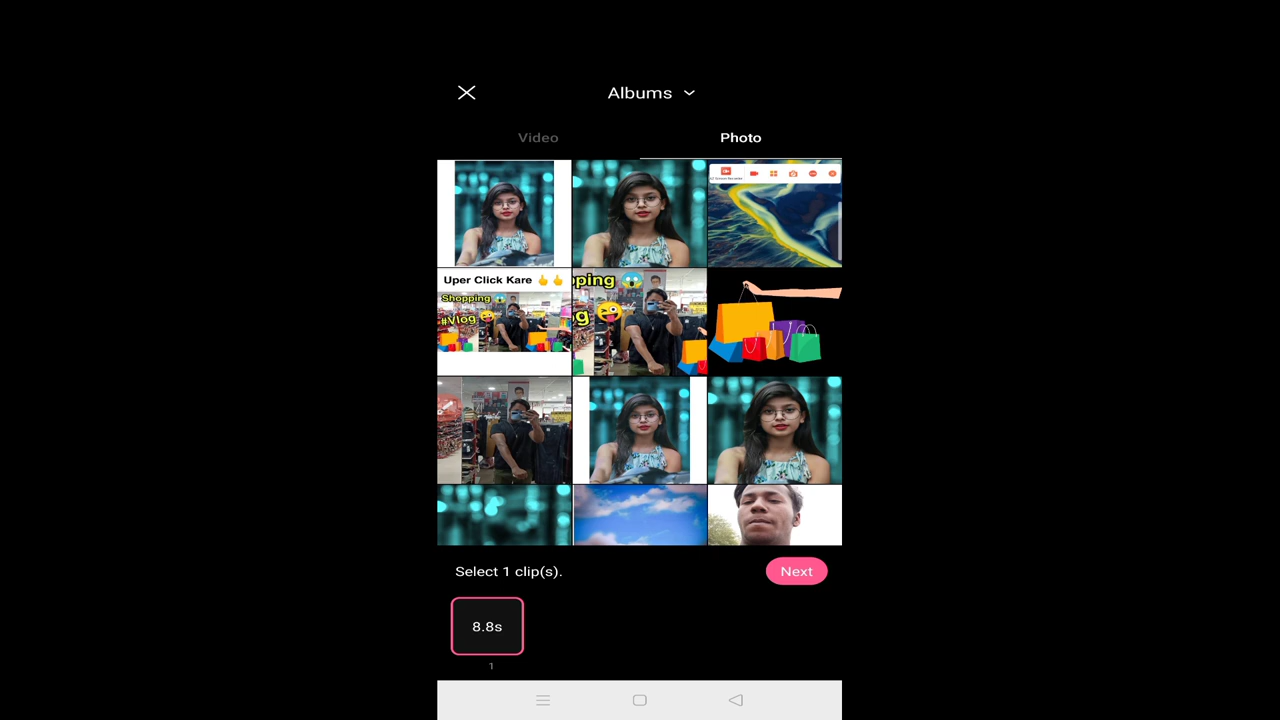 Albums
Video
Photo
Uper Click Kare 👆 👆
Shopping 😱
#Vlog 😜
pping 😱
g 😜
Select 1 clip(s).
Next
8.8s
1